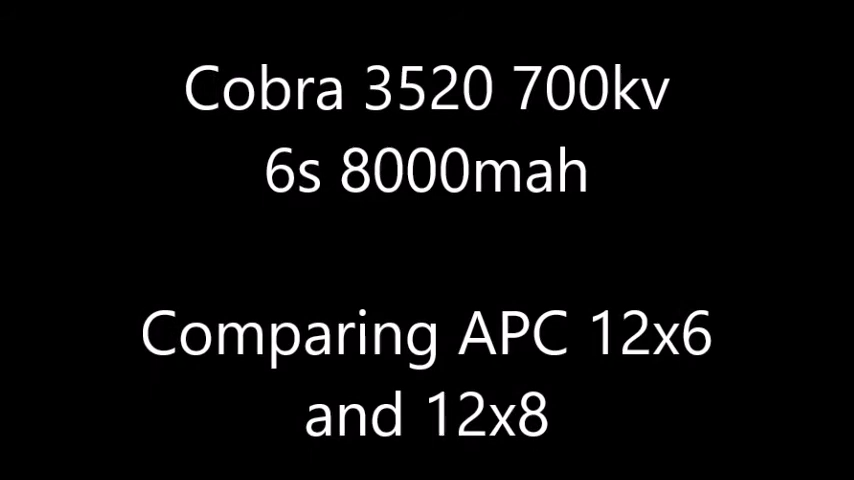 Cobra 3520 700kv
6s 8000mah
Comparing APC 12x6
and 12x8